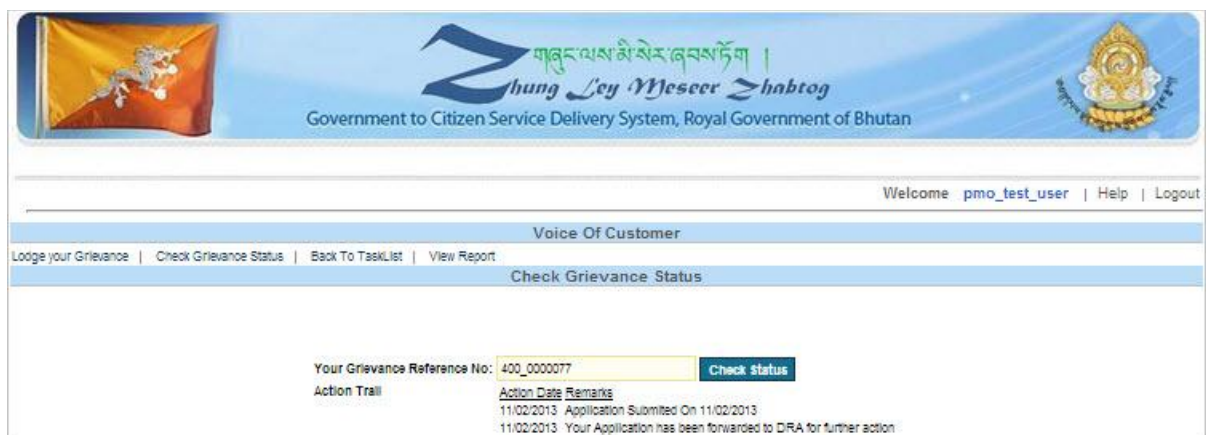 གཞུང་ལས་མི་སེར་ཞབས་ཏོག །
Zhung Ley Meseer Zhabtog
Government to Citizen Service Delivery System, Royal Government of Bhutan
Welcome pmo_test_user | Help | Logout
Voice Of Customer
Lodge your Grievance | Check Grievance Status | Back To TaskList | View Report
Check Grievance Status
Your Grievance Reference No: 400_0000077 Check Status
Action Trail Action Date Remarks
11/02/2013 Application Submited On 11/02/2013
11/02/2013 Your Application has been forwarded to DRA for further action